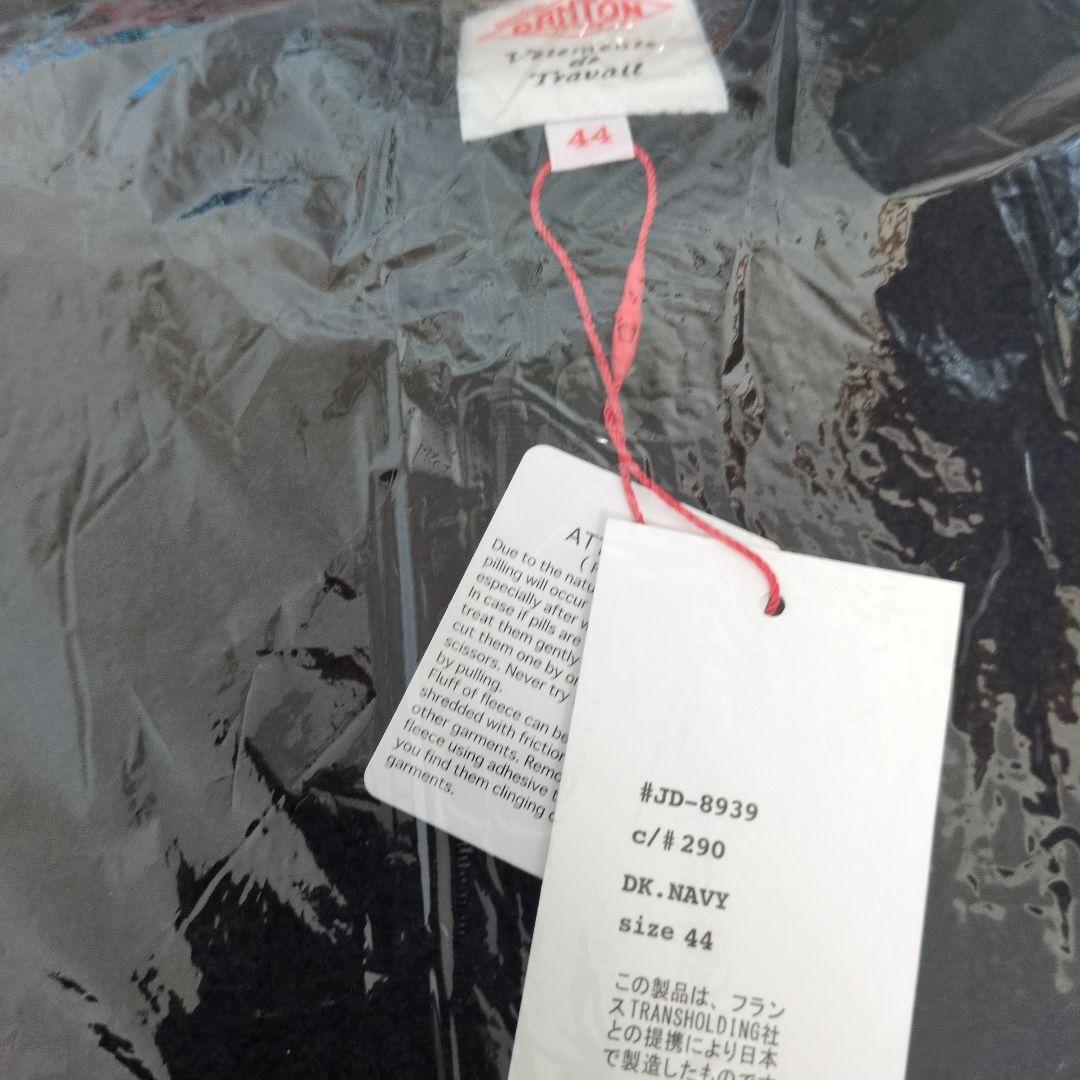 DANTON
Vêtements
de
Travail
44
AT
Due to the natu
pilling will occur
especially after w
In case if pills are
treat them gently
cut them one by on
scissors. Never try
by pulling.
Fluff of fleece can be
shredded with friction
other garments. Remo
fleece using adhesive t
you find them clinging o
garments.
#JD-8939
c/#290
DK.NAVY
size 44
この製品は、フラン
スTRANSHOLDING社
との提携により日本
で製造したものです